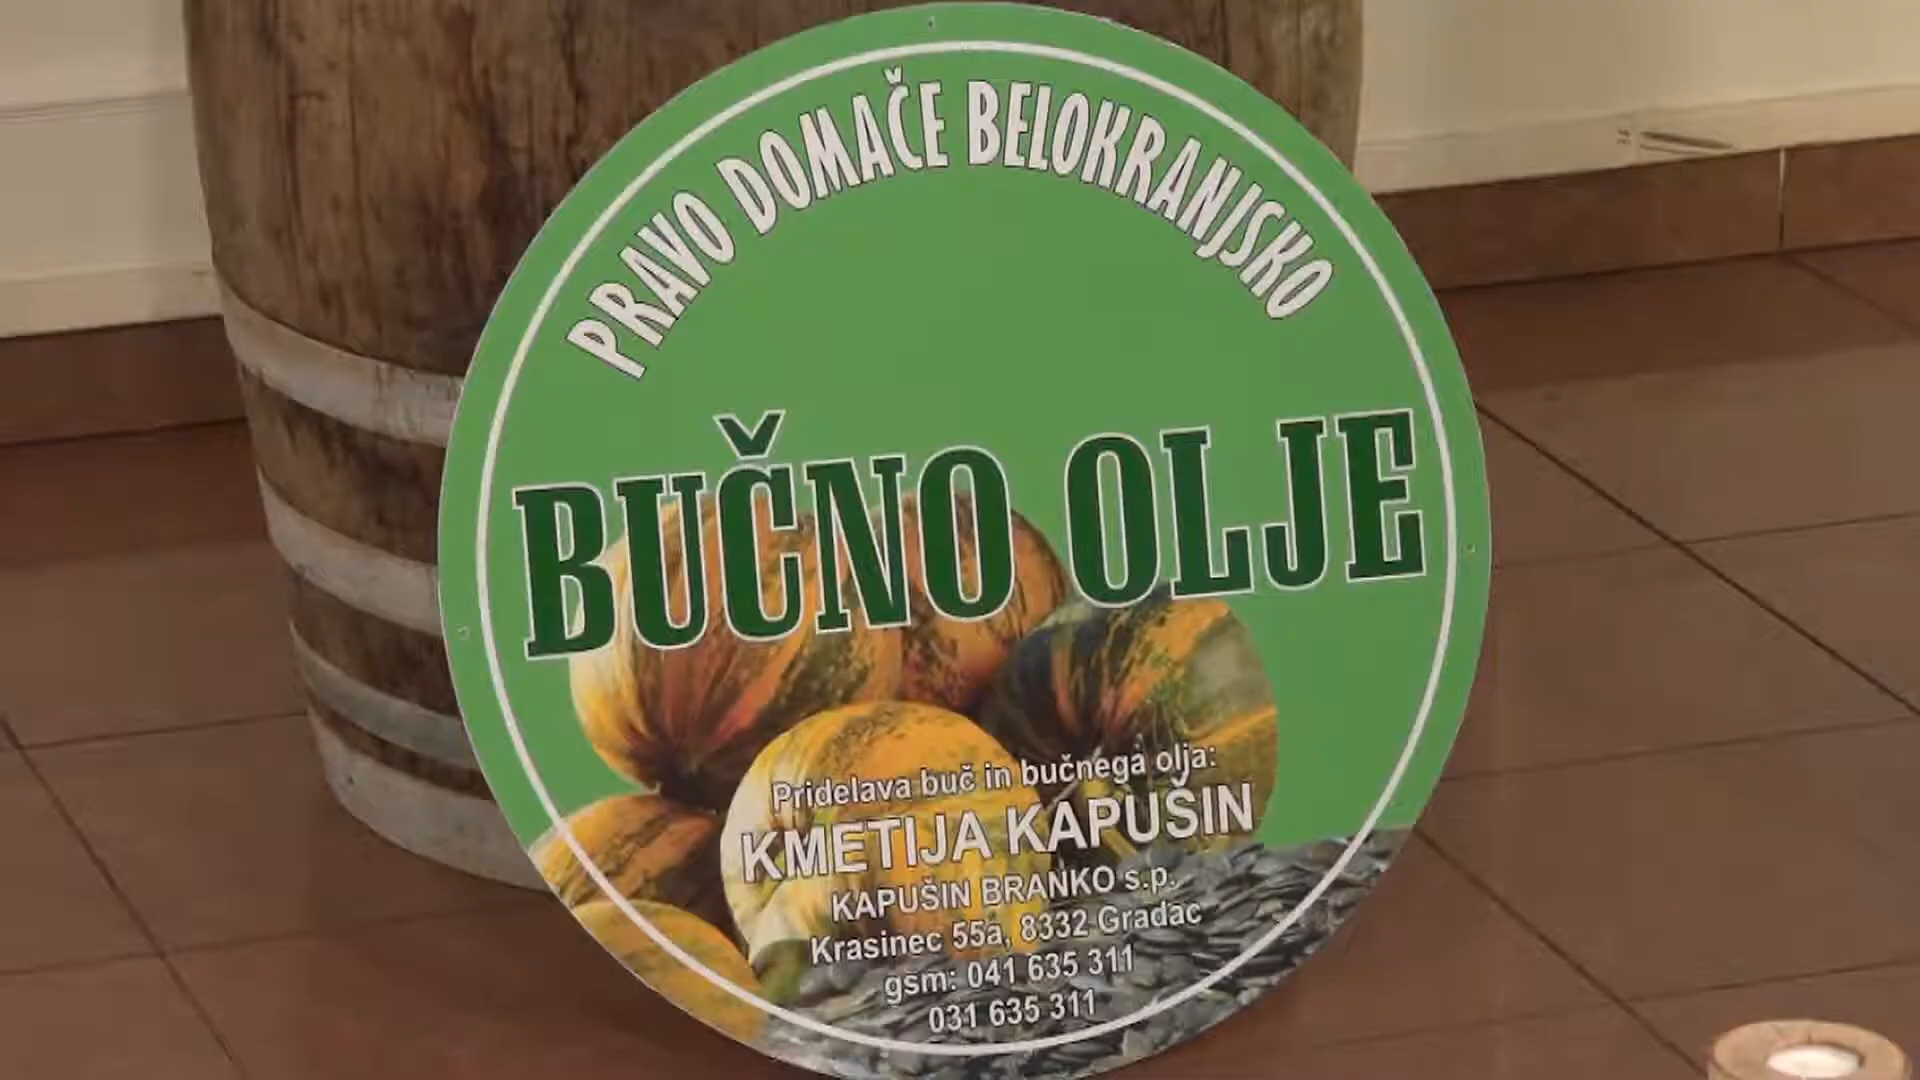 PRAVO DOMAČE BELOKRANJSKO
BUČNO OLJE
Pridelava buč in bučnega olja:
KMETIJA KAPUŠIN
KAPUŠIN BRANKO s.p.
Krasinec 55a, 8332 Gradac
gsm: 041 635 311
031 635 311